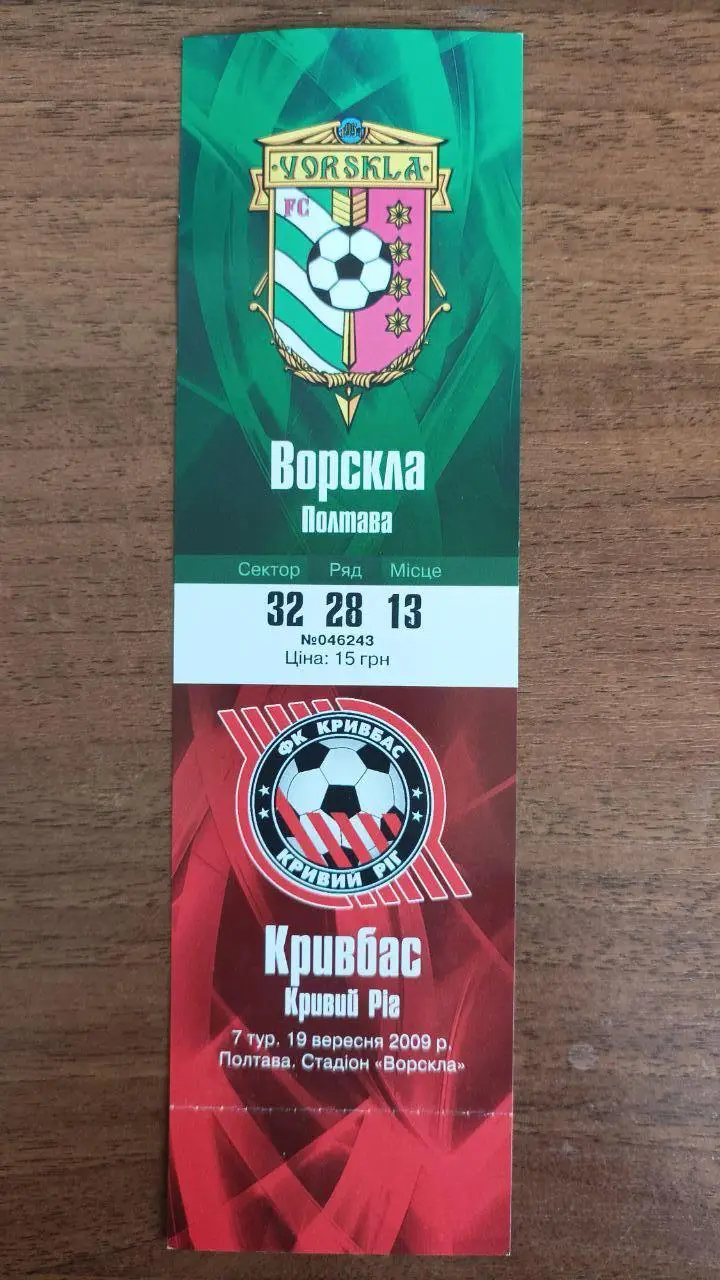 VORSKLA
FC
Ворскла
Полтава
Сектор Ряд Місце
32 28 13
№046243
Ціна: 15 грн
ФК КРИВБАС
КРИВИЙ РІГ
Кривбас
Кривий Ріг
7 тур. 19 вересня 2009 р.
Полтава. Стадіон «Ворскла»